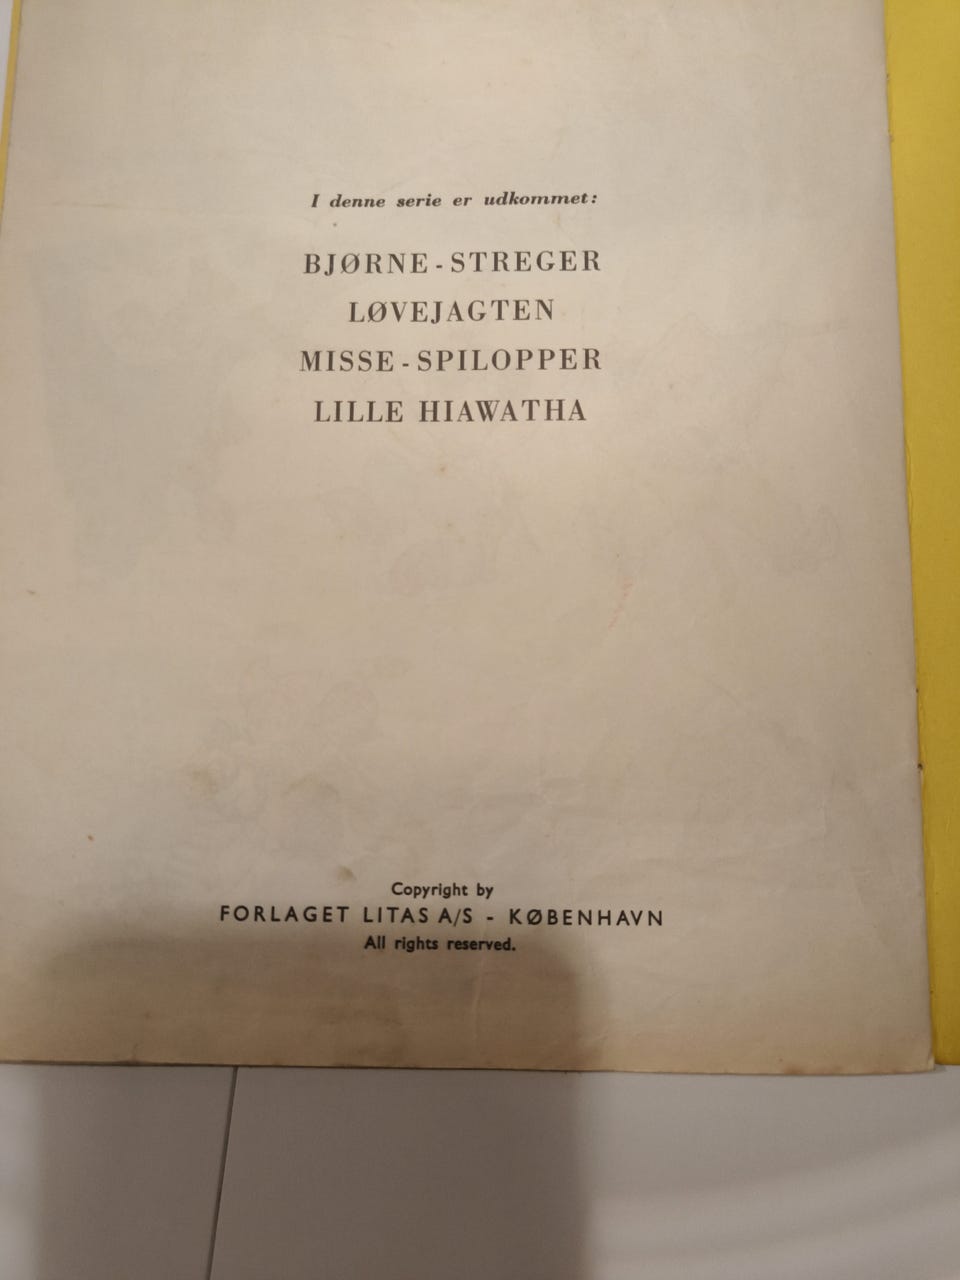 I denne serie er udkommet:
BJØRNE-STREGER
LØVEJAGTEN
MISSE-SPILOPPER
LILLE HIAWATHA
Copyright by
FORLAGET LITAS A/S - KØBENHAVN
All rights reserved.